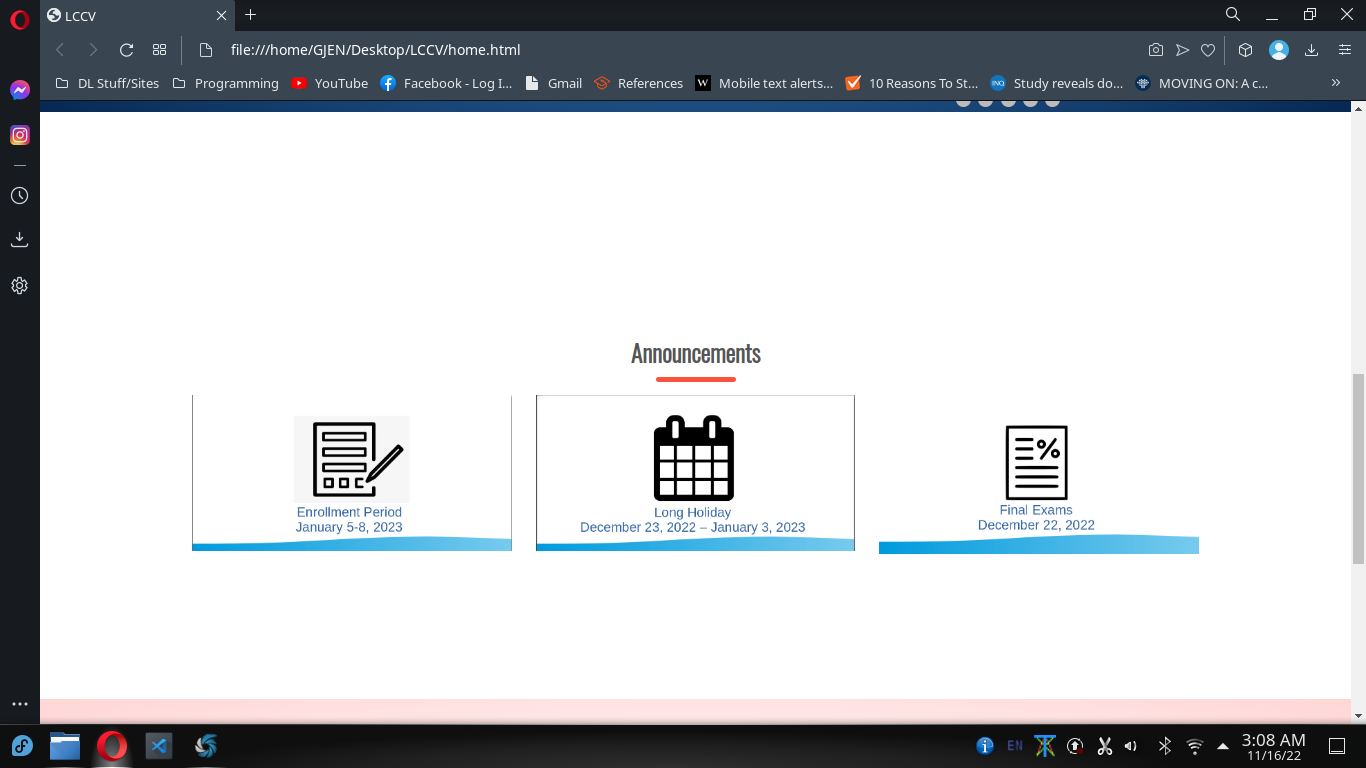 LCCV
file:///home/GJEN/Desktop/LCCV/home.html
DL Stuff/Sites Programming YouTube Facebook - Log I... Gmail References W Mobile text alerts... 10 Reasons To St... INQ Study reveals do... MOVING ON: A c...
Announcements
Enrollment Period
January 5-8, 2023
Long Holiday
December 23, 2022 – January 3, 2023
%
Final Exams
December 22, 2022
EN
3:08 AM
11/16/22